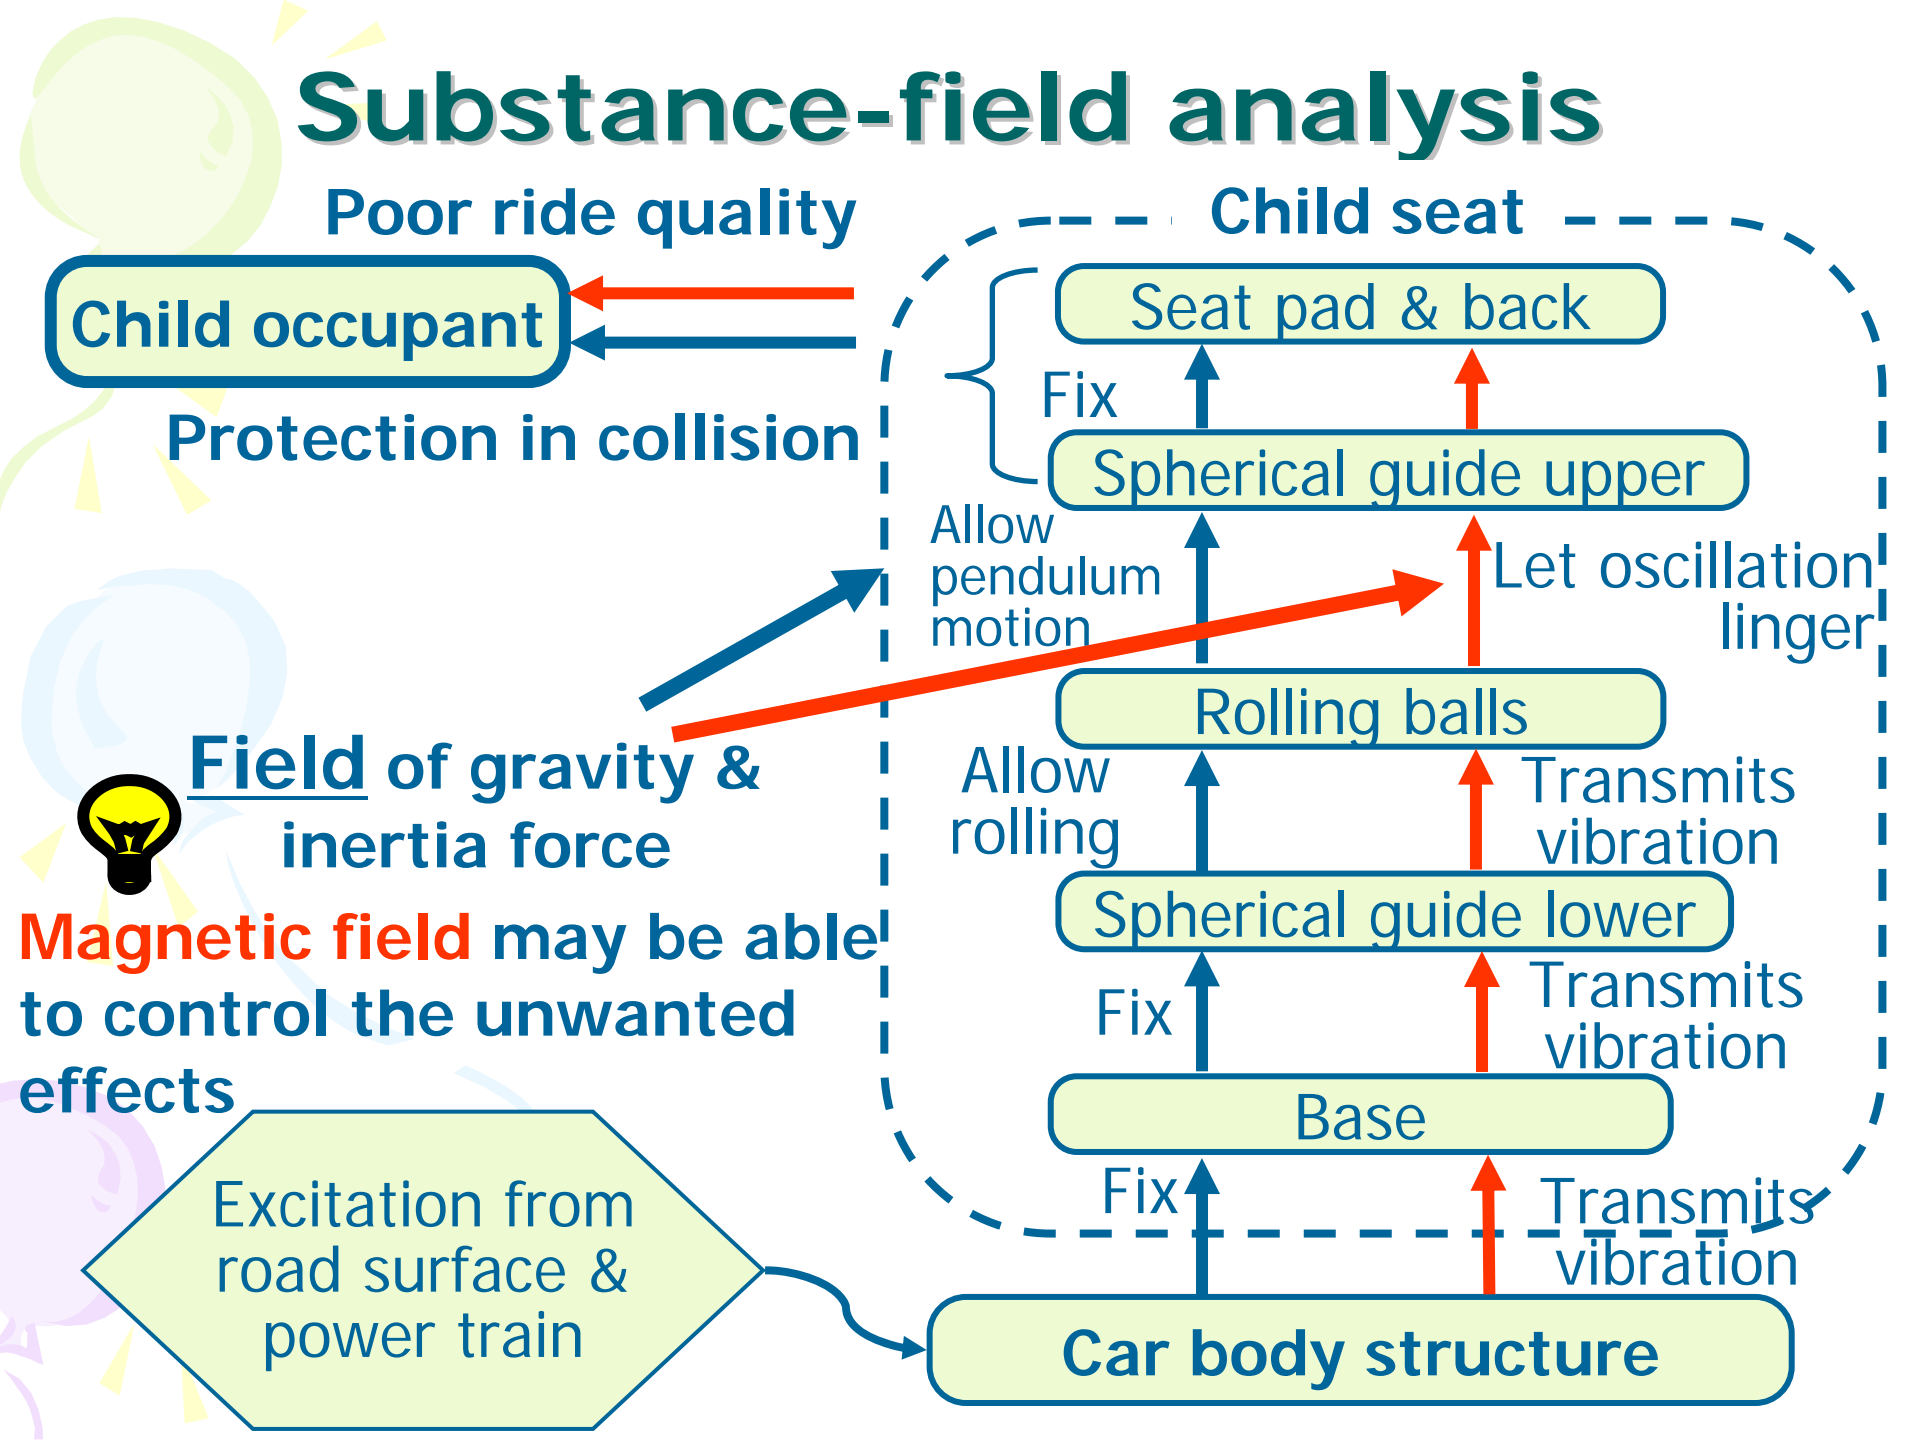 Substance-field analysis
Poor ride quality
Child seat
Child occupant
Seat pad & back
Fix
Protection in collision
Spherical guide upper
Allow
pendulum
motion
Let oscillation
linger
Rolling balls
Field of gravity &
inertia force
Allow
rolling
Transmits
vibration
Magnetic field may be able
to control the unwanted
effects
Spherical guide lower
Fix
Transmits
vibration
Base
Fix
Transmits
vibration
Excitation from
road surface &
power train
Car body structure